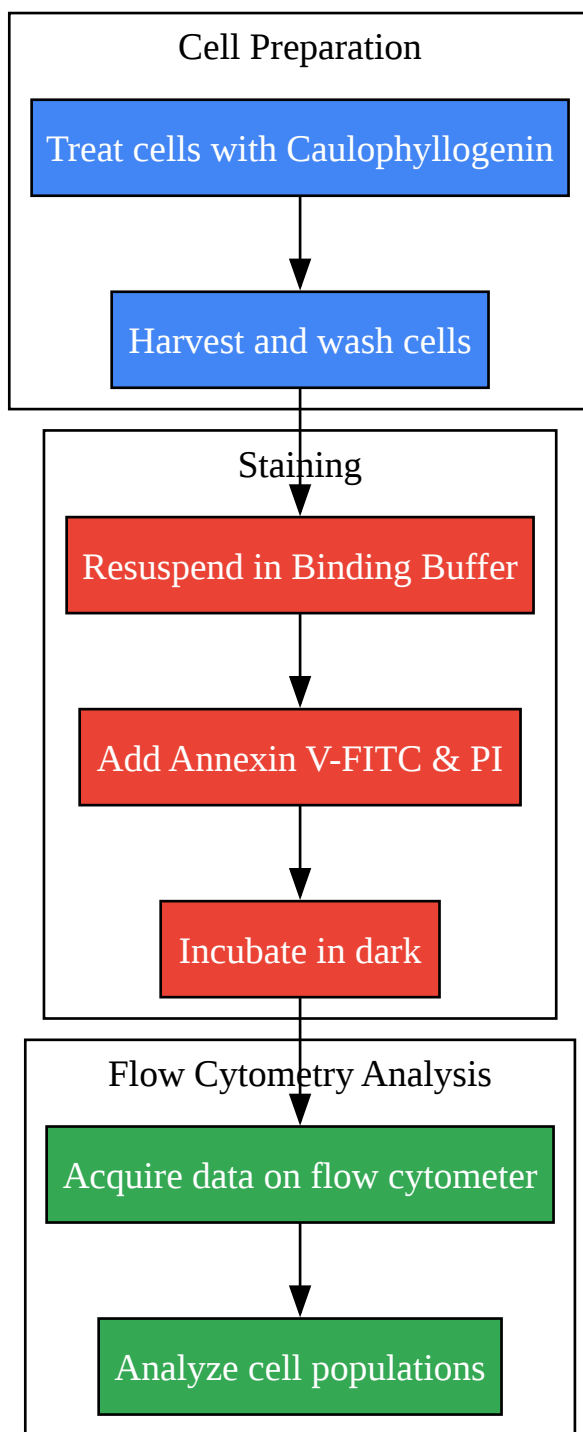 Cell Preparation
Treat cells with Caulophyllogenin
Harvest and wash cells
Staining
Resuspend in Binding Buffer
Add Annexin V-FITC & PI
Incubate in dark
Flow Cytometry Analysis
Acquire data on flow cytometer
Analyze cell populations